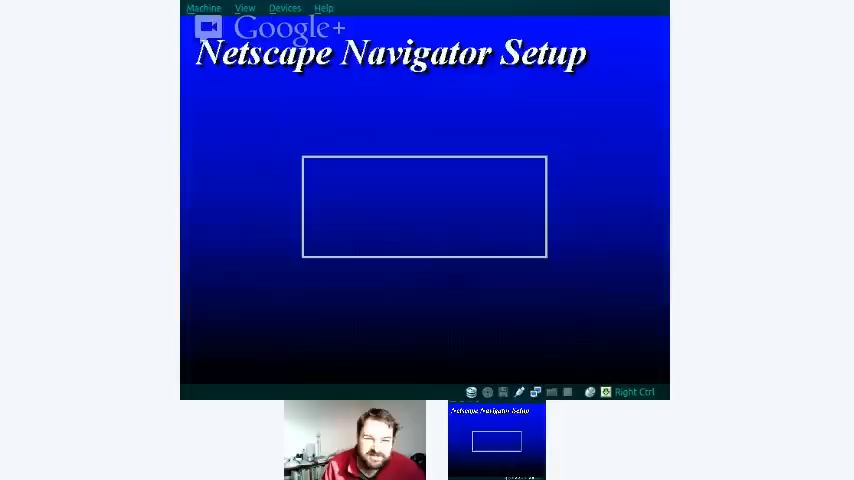 Machine View Devices Help
Google+
Netscape Navigator Setup
Right Ctrl
Netscape Navigator Setup